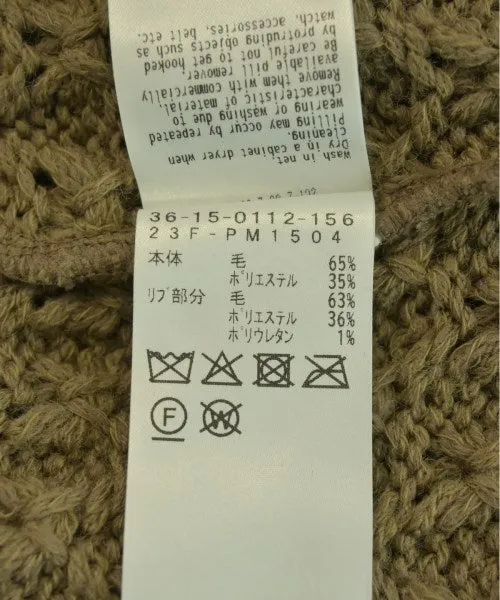 Wash in net.
Dry in a cabinet dryer when
cleaning.
Pilling may occur by repeated
wearing or washing due to
characteristic of material.
Remove them with commercially
available pill remover.
Be careful not get hooked
by protruding objects such as
watch, accessories, belt etc.
36-15-0112-156
23F-PM1504
本体 毛 65%
ポリエステル 35%
リブ部分 毛 63%
ポリエステル 36%
ポリウレタン 1%
F W